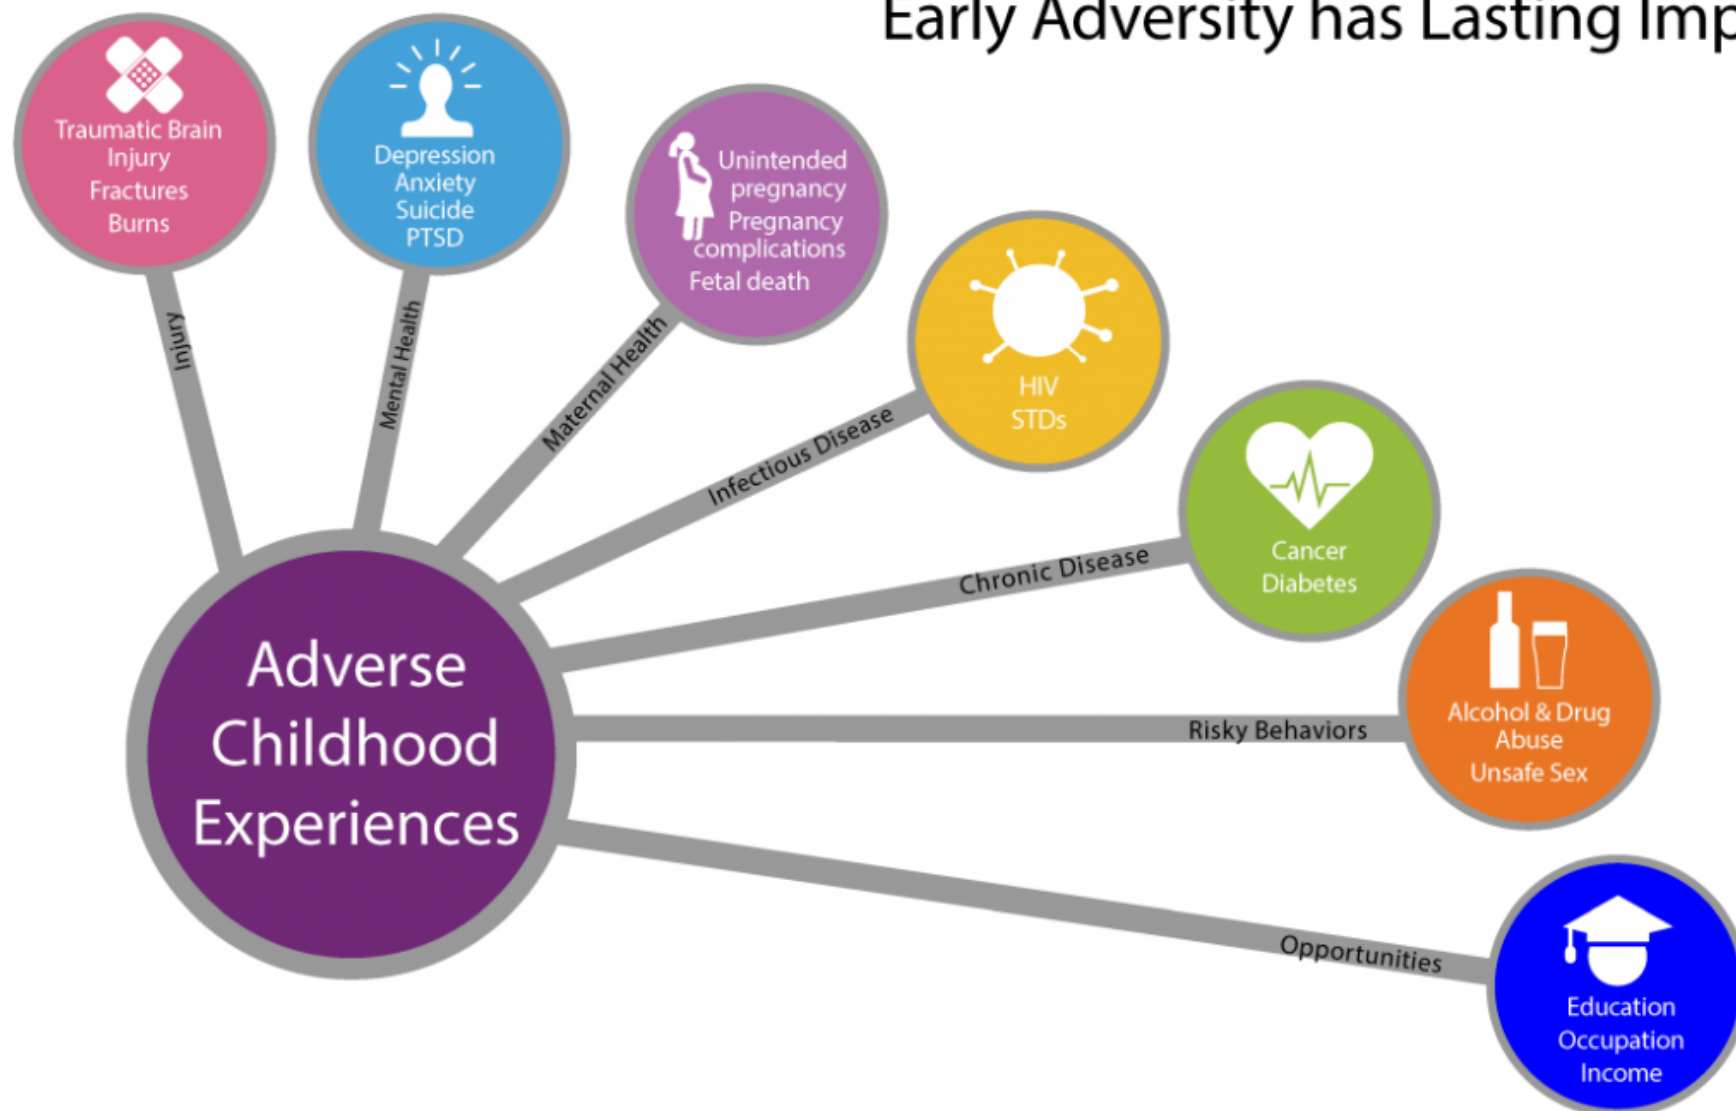 Early Adversity has Lasting Imp
Traumatic Brain
Injury
Fractures
Burns
Injury
Depression
Anxiety
Suicide
PTSD
Mental Health
Unintended
pregnancy
Pregnancy
complications
Fetal death
Maternal Health
HIV
STDs
Infectious Disease
Cancer
Diabetes
Chronic Disease
Alcohol & Drug
Abuse
Unsafe Sex
Risky Behaviors
Education
Occupation
Income
Opportunities
Adverse
Childhood
Experiences